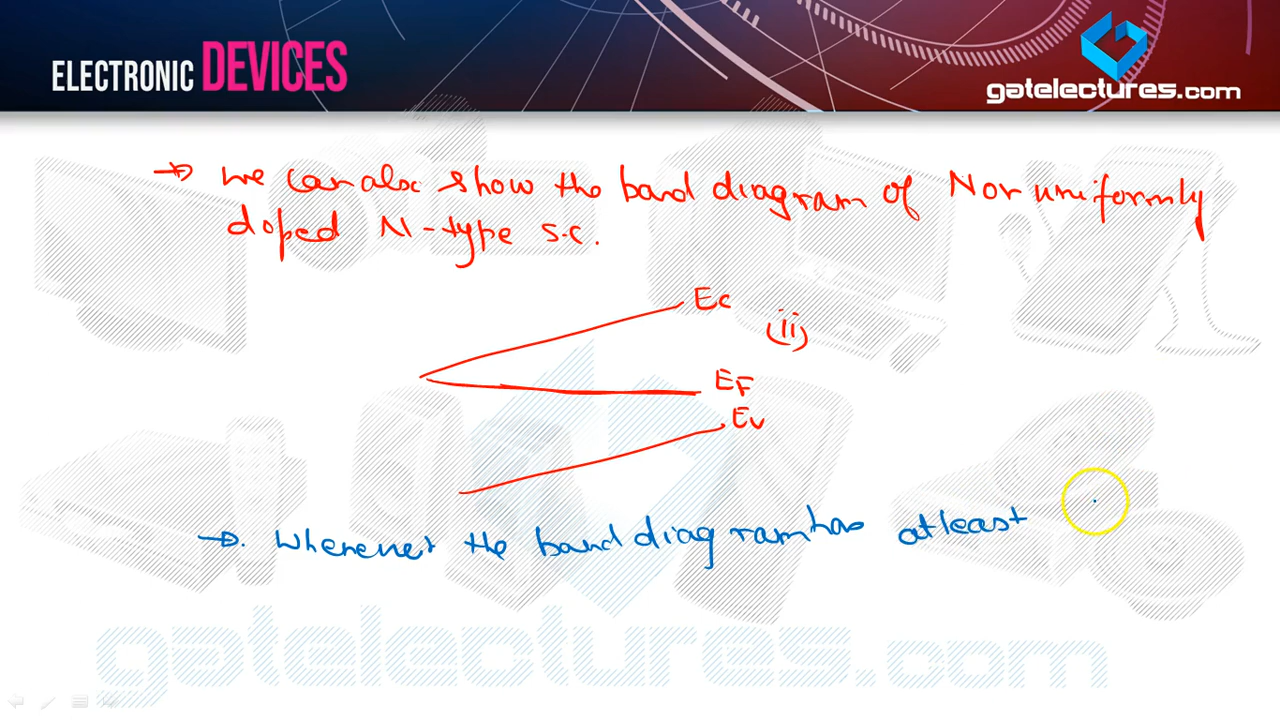 ELECTRONIC DEVICES
gatelectures.com
→ we can also show the band diagram of Non uniformly
doped N-type s.c.
Ec
(ii)
EF
Ev
→. Whenever the band diagram has atleast
gatelectures.com